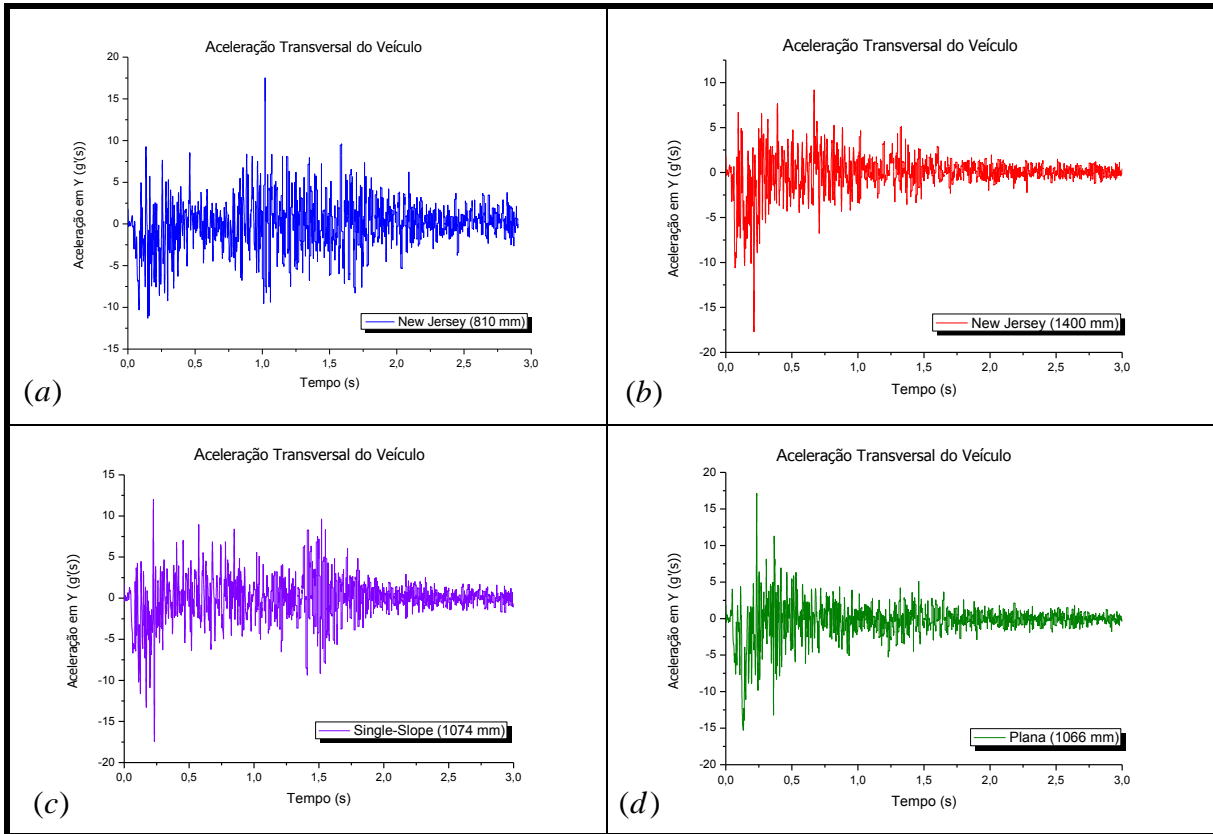 Aceleração Transversal do Veículo
20
15
10
5
0
-5
-10
-15
Aceleração em Y (g'(s))
New Jersey (810 mm)
0,0 0,5 1,0 1,5 2,0 2,5 3,0
Tempo (s)
(a)
Aceleração Transversal do Veículo
10
5
0
-5
-10
-15
-20
Aceleração em Y (g'(s))
New Jersey (1400 mm)
0,0 0,5 1,0 1,5 2,0 2,5 3,0
Tempo (s)
(b)
Aceleração Transversal do Veículo
15
10
5
0
-5
-10
-15
-20
Aceleração em Y (g'(s))
Single-Slope (1074 mm)
0,0 0,5 1,0 1,5 2,0 2,5 3,0
Tempo (s)
(c)
Aceleração Transversal do Veículo
20
15
10
5
0
-5
-10
-15
-20
Aceleração em Y (g'(s))
Plana (1066 mm)
0,0 0,5 1,0 1,5 2,0 2,5 3,0
Tempo (s)
(d)